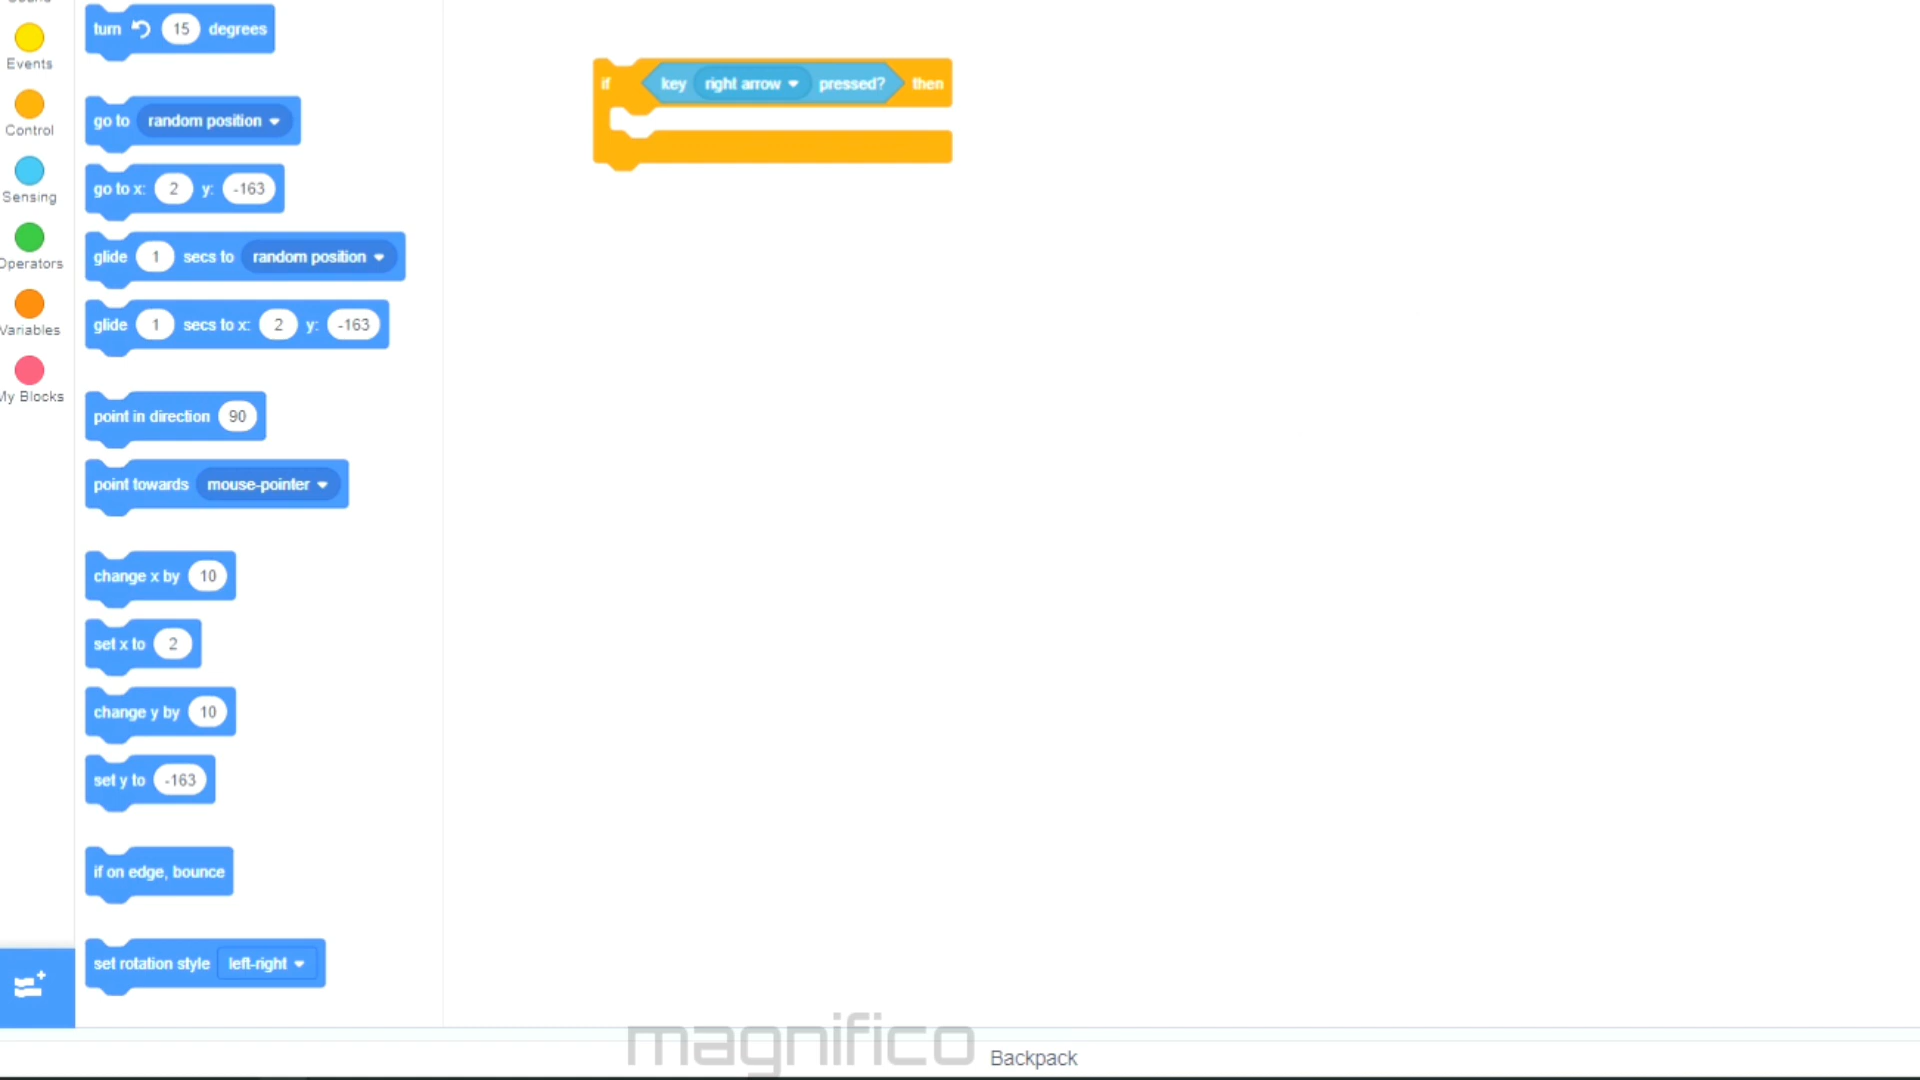 Events
Control
Sensing
Operators
Variables
My Blocks
turn 15 degrees
go to random position
go to x: 2 y: -163
glide 1 secs to random position
glide 1 secs to x: 2 y: -163
point in direction 90
point towards mouse-pointer
change x by 10
set x to 2
change y by 10
set y to -163
if on edge, bounce
set rotation style left-right
if key right arrow pressed? then
magnifico
Backpack